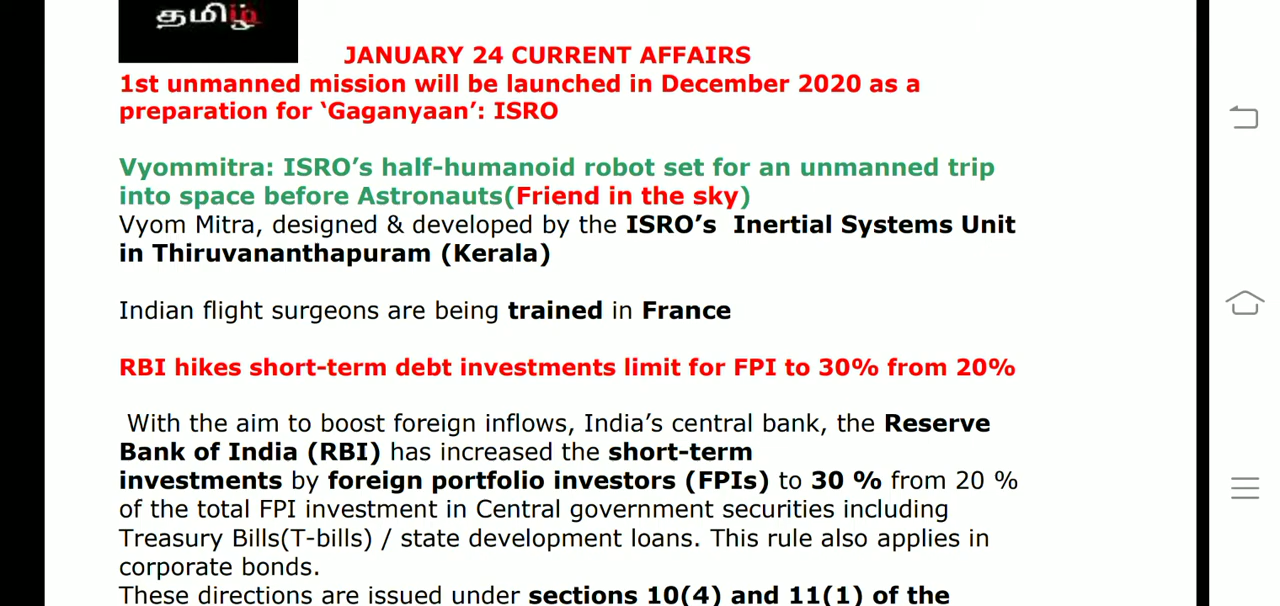 தமிழ்
JANUARY 24 CURRENT AFFAIRS
1st unmanned mission will be launched in December 2020 as a
preparation for ‘Gaganyaan’: ISRO
Vyommitra: ISRO’s half-humanoid robot set for an unmanned trip
into space before Astronauts(Friend in the sky)
Vyom Mitra, designed & developed by the ISRO’s Inertial Systems Unit
in Thiruvananthapuram (Kerala)
Indian flight surgeons are being trained in France
RBI hikes short-term debt investments limit for FPI to 30% from 20%
With the aim to boost foreign inflows, India’s central bank, the Reserve
Bank of India (RBI) has increased the short-term
investments by foreign portfolio investors (FPIs) to 30 % from 20 %
of the total FPI investment in Central government securities including
Treasury Bills(T-bills) / state development loans. This rule also applies in
corporate bonds.
These directions are issued under sections 10(4) and 11(1) of the